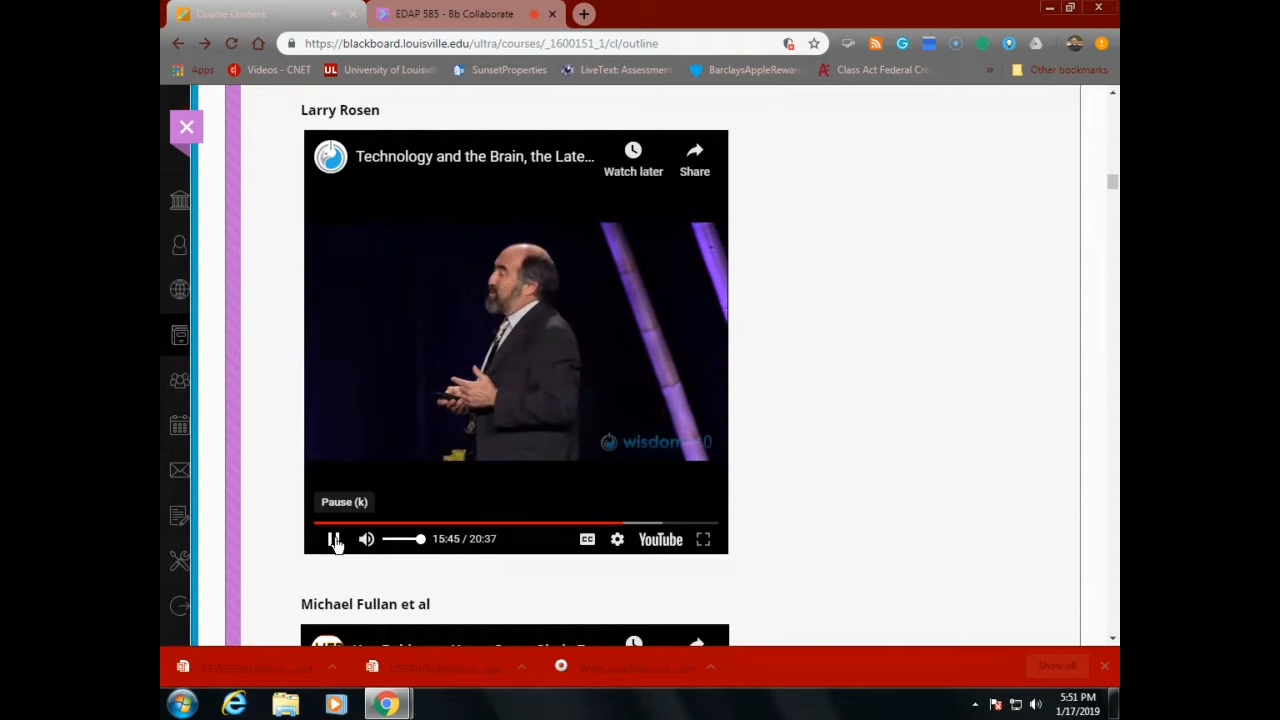 Course Content
EDAP 585 - Bb Collaborate
https://blackboard.louisville.edu/ultra/courses/_1600151_1/cl/outline
Apps
Videos - CNET
University of Louisvil
SunsetProperties
LiveText: Assessment
BarclaysAppleRewar
Class Act Federal Cre
»
Other bookmarks
Larry Rosen
Technology and the Brain, the Late...
Watch later
Share
wisdom
Pause (k)
15:45 / 20:37
CC
YouTube
Michael Fullan et al
Show all
5:51 PM
1/17/2019